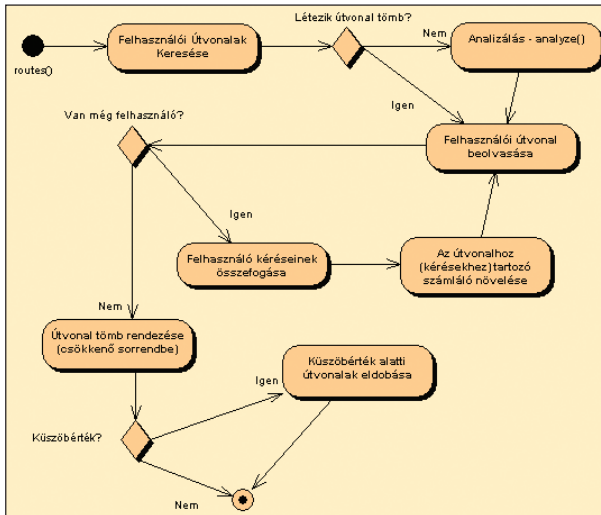 Létezik útvonal tömb?
Felhasználói Útvonalak
Keresése
Nem
Analizálás - analyze()
routes()
Igen
Van még felhasználó?
Felhasználói útvonal
beolvasása
Igen
Felhasználó kéréseinek
összefogása
Az útvonalhoz
(kérésekhez) tartozó
számláló növelése
Nem
Útvonal tömb rendezése
(csökkenő sorrendbe)
Küszöbérték alatti
útvonalak eldobása
Igen
Küszöbérték?
Nem